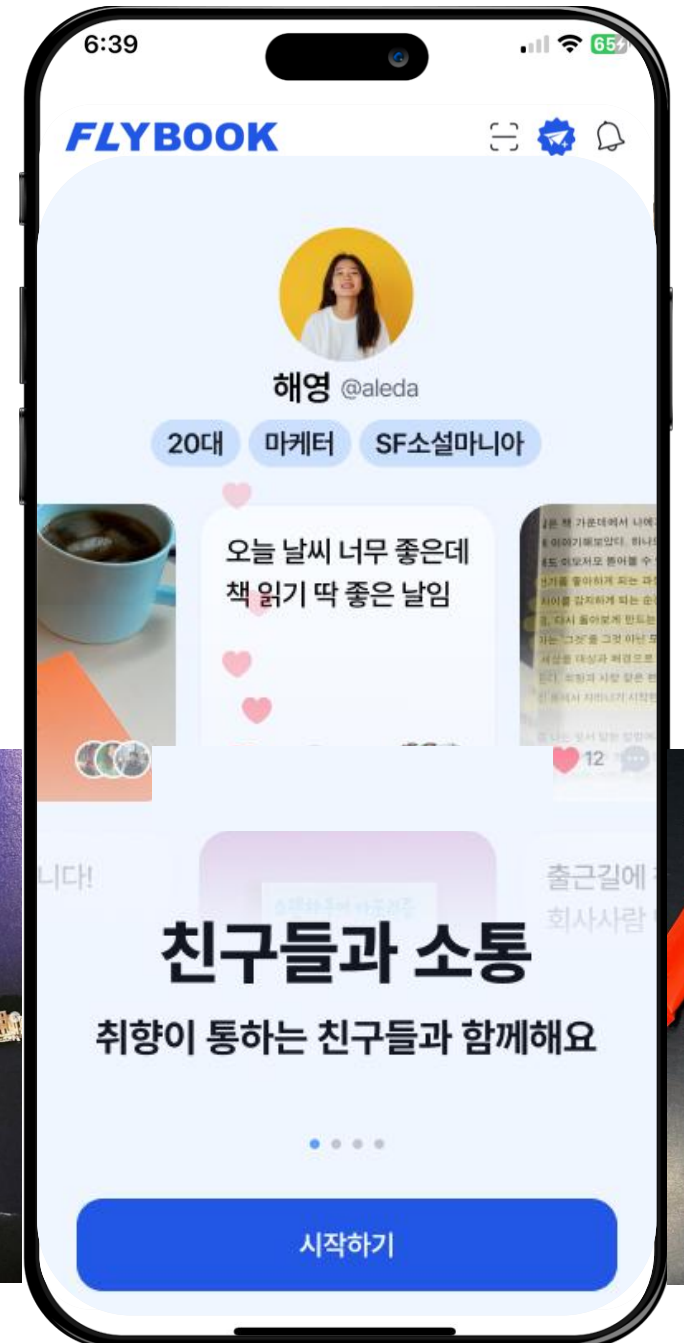 6:39
65
FLYBOOK
해영 @aleda
20대 마케터 SF소설마니아
오늘 날씨 너무 좋은데
책 읽기 딱 좋은 날임
12
니다!
출근길에
회사사람
친구들과 소통
취향이 통하는 친구들과 함께해요
시작하기